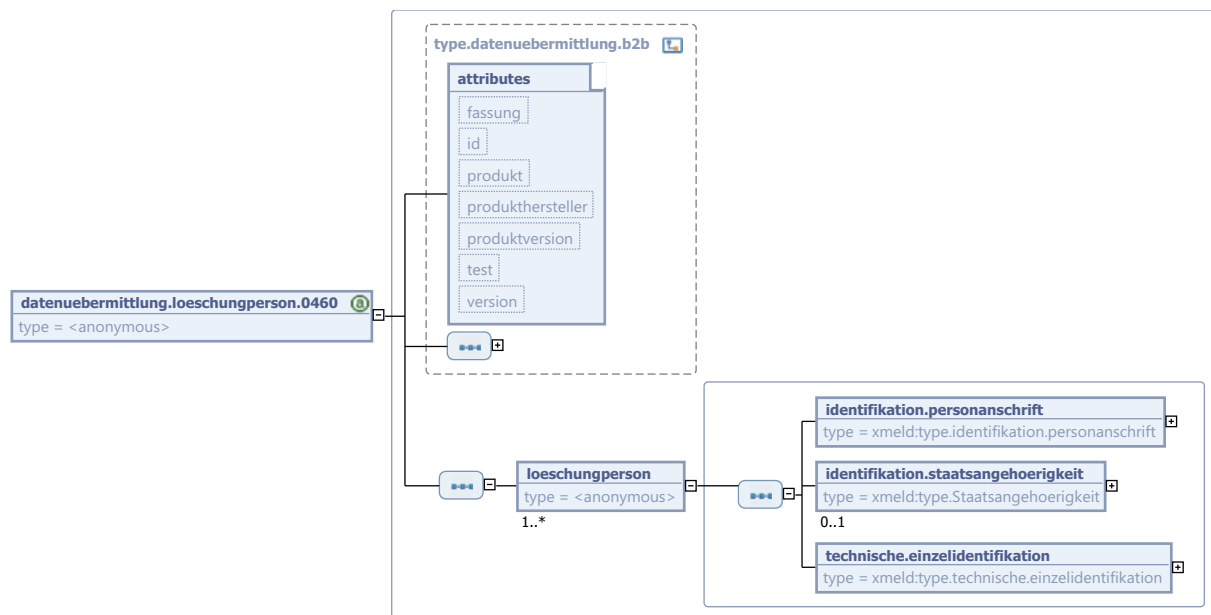 type.datenuebermittlung.b2b
attributes
fassung
id
produkt
produkthersteller
produktversion
test
version
datenuebermittlung.loeschungperson.0460
type = <anonymous>
loeschungperson
type = <anonymous>
1..*
identifikation.personanschrift
type = xmeld:type.identifikation.personanschrift
identifikation.staatsangehoerigkeit
type = xmeld:type.Staatsangehoerigkeit
0..1
technische.einzelidentifikation
type = xmeld:type.technische.einzelidentifikation